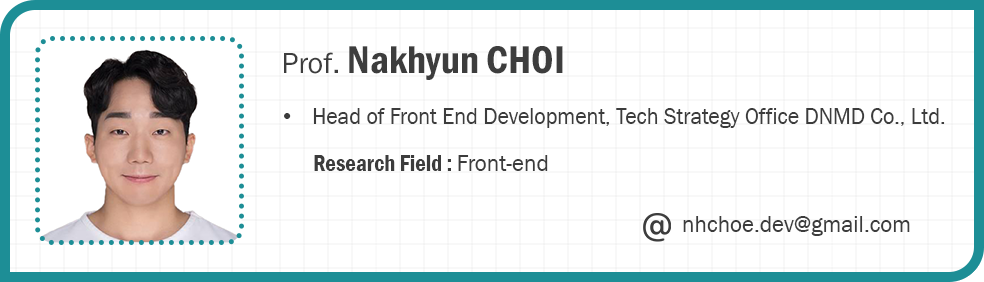 Prof. Nakhyun CHOI
• Head of Front End Development, Tech Strategy Office DNMD Co., Ltd.
Research Field : Front-end
@ nhchoe.dev@gmail.com